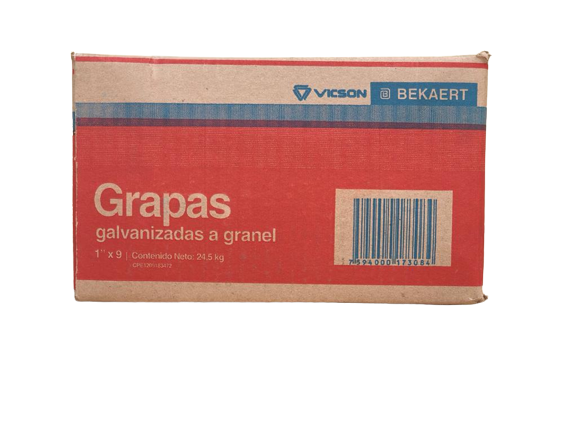 VICSON BEKAERT
Grapas
galvanizadas a granel
1" x 9 | Contenido Neto: 24,5 kg
7 594000 173084